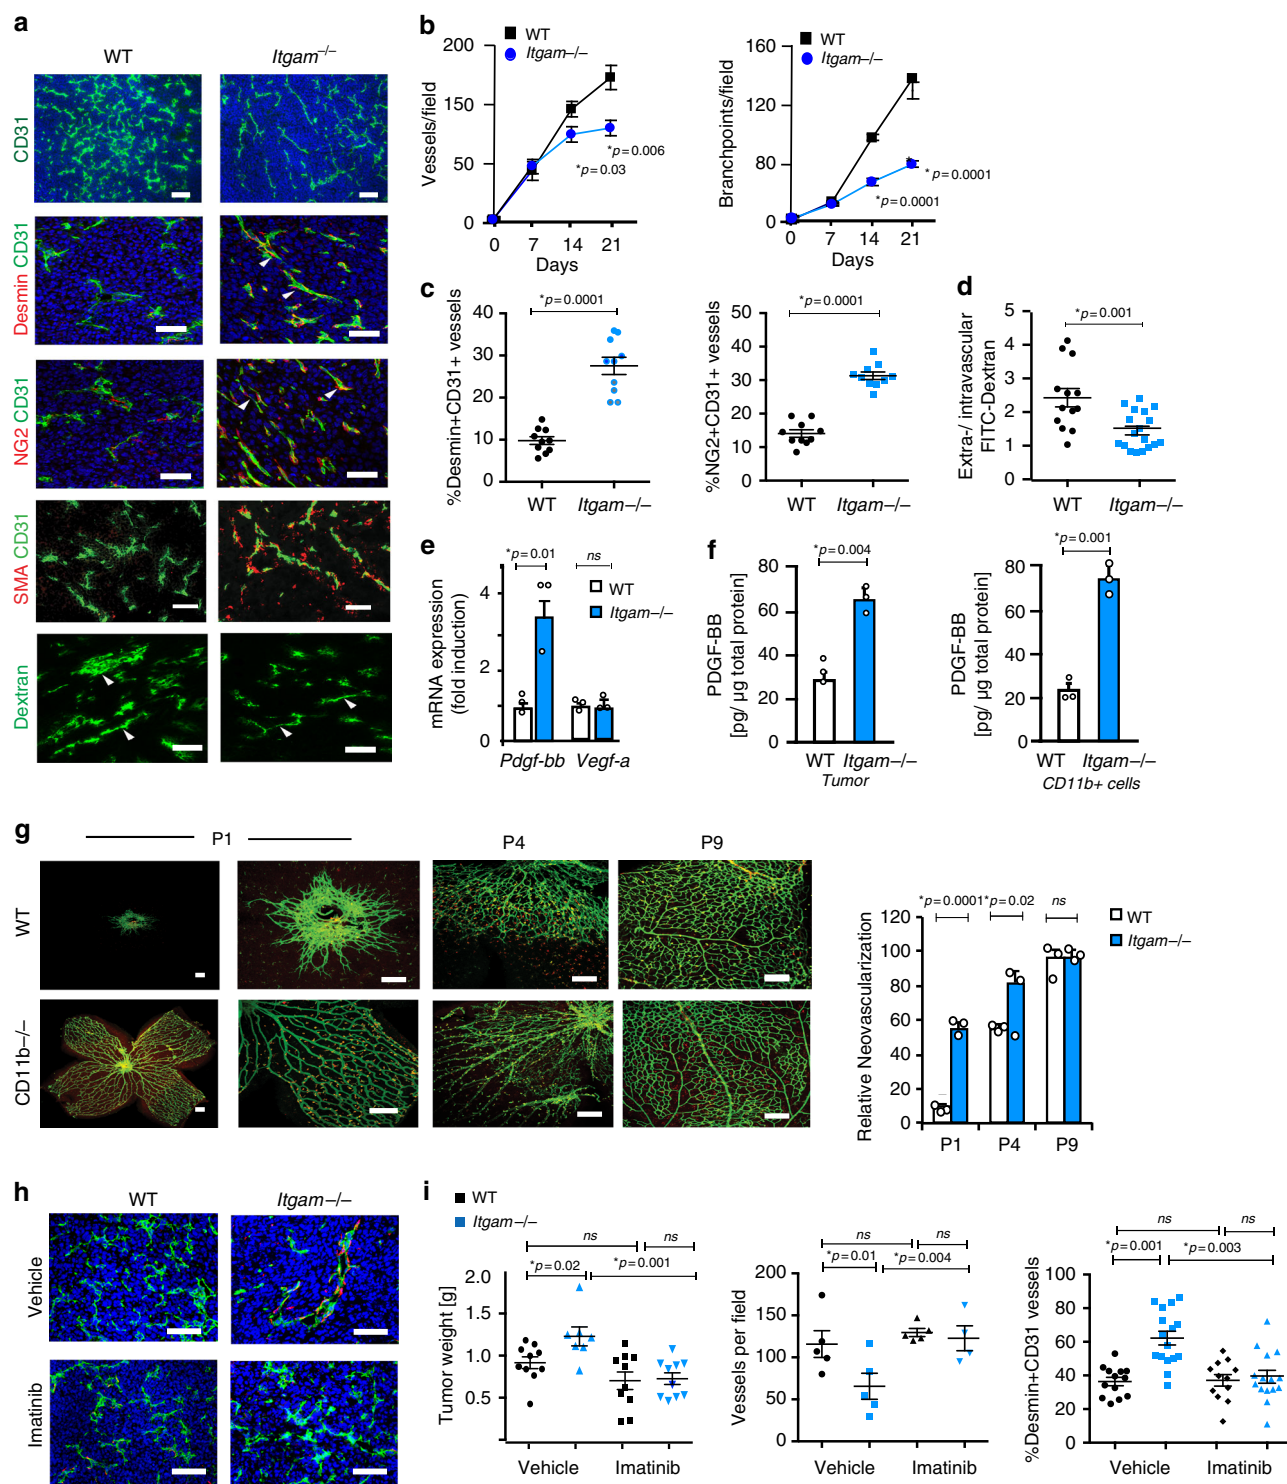 a
WT
Itgam–/–
CD31
Desmin CD31
NG2 CD31
SMA CD31
Dextran
b
WT
Itgam–/–
Vessels/field
200
150
50
0
*p = 0.006
*p = 0.03
0 7 14 21
Days
WT
Itgam–/–
Branchpoints/field
160
120
80
40
0
*p = 0.0001
*p = 0.0001
0 7 14 21
Days
c
%Desmin+CD31+ vessels
40
30
20
10
0
*p = 0.0001
WT Itgam–/–
%NG2+CD31+ vessels
50
40
30
20
10
0
*p = 0.0001
WT Itgam–/–
d
Extra-/ intravascular
FITC-Dextran
5
4
3
2
1
0
*p = 0.001
WT Itgam–/–
e
mRNA expression
(fold induction)
4
2
0
*p = 0.01
ns
WT
Itgam–/–
Pdgf-bb Vegf-a
f
PDGF-BB
[pg/ µg total protein]
80
60
40
20
0
*p = 0.004
WT Itgam–/–
Tumor
PDGF-BB
[pg/ µg total protein]
80
60
40
20
0
*p = 0.001
WT Itgam–/–
CD11b+ cells
g
P1
P4
P9
WT
CD11b–/–
Relative Neovascularization
120
100
80
60
40
20
0
*p = 0.0001
*p = 0.02
ns
WT
Itgam–/–
P1 P4 P9
h
WT
Itgam–/–
Vehicle
Imatinib
i
WT
Itgam–/–
Tumor weight [g]
2.0
1.5
1.0
0.5
ns
ns
*p = 0.02
*p = 0.001
Vehicle Imatinib
Vessels per field
200
150
100
50
0
ns
ns
*p = 0.01
*p = 0.004
Vehicle Imatinib
%Desmin+CD31 vessels
100
80
60
40
20
0
ns
ns
*p = 0.001
*p = 0.003
Vehicle Imatinib